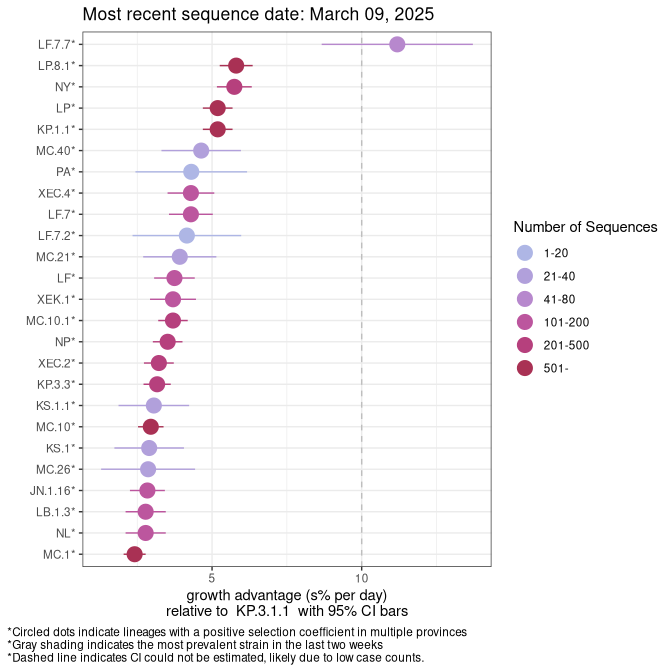 Most recent sequence date: March 09, 2025
LF.7.7*
LP.8.1*
NY*
LP*
KP.1.1*
MC.40*
PA*
XEC.4*
LF.7*
LF.7.2*
MC.21*
LF*
XEK.1*
MC.10.1*
NP*
XEC.2*
KP.3.3*
KS.1.1*
MC.10*
KS.1*
MC.26*
JN.1.16*
LB.1.3*
NL*
MC.1*
5 10
growth advantage (s% per day)
relative to KP.3.1.1 with 95% CI bars
Number of Sequences
1-20
21-40
41-80
101-200
201-500
501-
*Circled dots indicate lineages with a positive selection coefficient in multiple provinces
*Gray shading indicates the most prevalent strain in the last two weeks
*Dashed line indicates CI could not be estimated, likely due to low case counts.